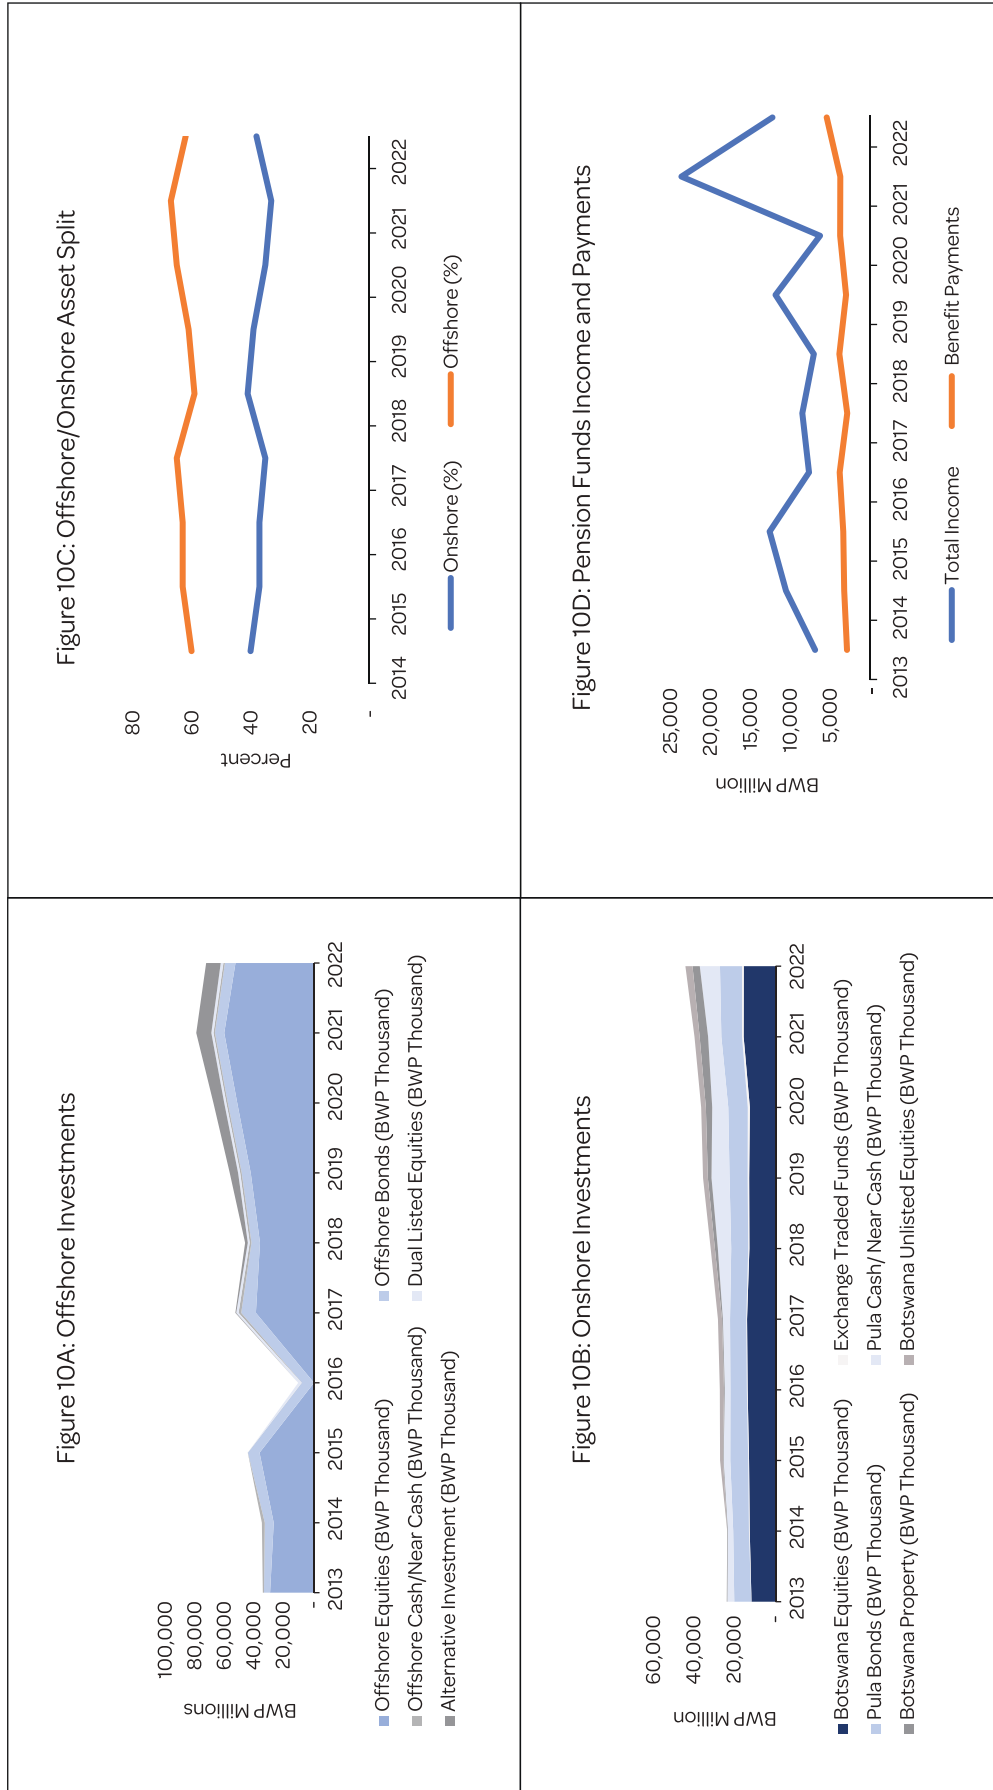 Figure 10A: Offshore Investments
BWP Millions
100,000
80,000
60,000
40,000
20,000
-
2013 2014 2015 2016 2017 2018 2019 2020 2021 2022
Offshore Equities (BWP Thousand) Offshore Bonds (BWP Thousand)
Offshore Cash/Near Cash (BWP Thousand) Dual Listed Equities (BWP Thousand)
Alternative Investment (BWP Thousand)
Figure 10C: Offshore/Onshore Asset Split
Percent
80
60
40
20
-
2014 2015 2016 2017 2018 2019 2020 2021 2022
Onshore (%) Offshore (%)
Figure 10B: Onshore Investments
BWP Million
60,000
40,000
20,000
-
2013 2014 2015 2016 2017 2018 2019 2020 2021 2022
Botswana Equities (BWP Thousand) Exchange Traded Funds (BWP Thousand)
Pula Bonds (BWP Thousand) Pula Cash/ Near Cash (BWP Thousand)
Botswana Property (BWP Thousand) Botswana Unlisted Equities (BWP Thousand)
Figure 10D: Pension Funds Income and Payments
BWP Million
25,000
20,000
15,000
10,000
5,000
-
2013 2014 2015 2016 2017 2018 2019 2020 2021 2022
Total Income Benefit Payments